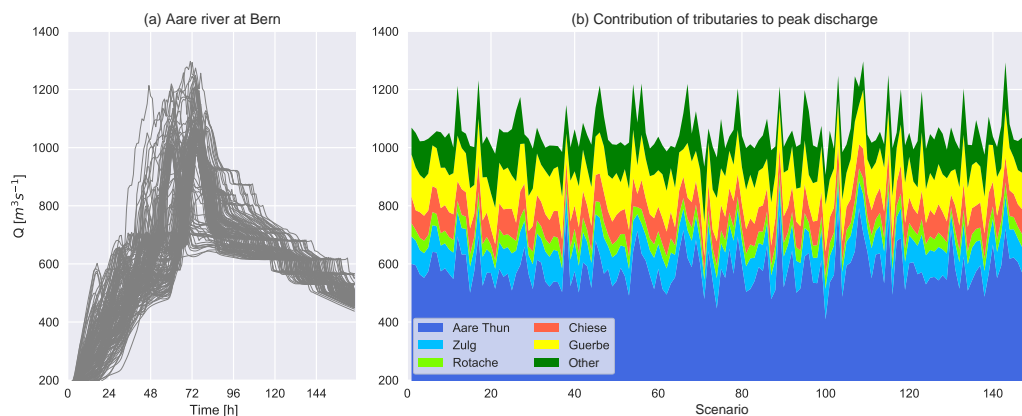 (a) Aare river at Bern
Q [m³s⁻¹]
1400
1200
1000
800
600
400
200
0 24 48 72 96 120 144
Time [h]
(b) Contribution of tributaries to peak discharge
1400
1200
1000
800
600
400
200
Aare Thun
Zulg
Rotache
Chiese
Guerbe
Other
0 20 40 60 80 100 120 140
Scenario